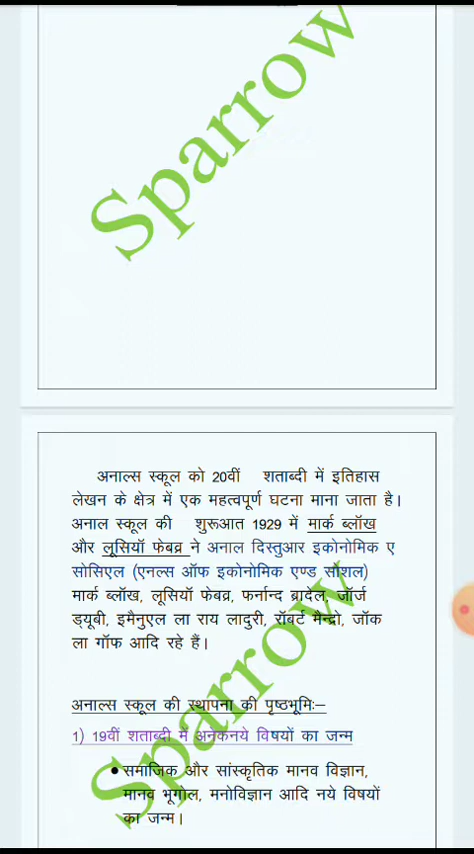 Sparrow
अनाल्स स्कूल को 20वीं शताब्दी में इतिहास
लेखन के क्षेत्र में एक महत्वपूर्ण घटना माना जाता है।
अनाल स्कूल की शुरूआत 1929 में मार्क ब्लॉख
और लूसियॉ फेबव्र ने अनाल दिस्तुआर इकोनोमिक ए
सोसिएल (एनल्स ऑफ इकोनोमिक एण्ड सौशल)
मार्क ब्लॉख, लूसियॉ फेबव्र, फर्नान्द ब्रादेल, जॉर्ज
ड्यूबी, इमैनुएल ला राय लादुरी, रॉबर्ट मैन्द्रो, जॉक
ला गॉफ आदि रहे हैं।
अनाल्स स्कूल की स्थापना की पृष्ठभूमिः–
1) 19वीं शताब्दी में अनेकनये विषयों का जन्म
• समाजिक और सांस्कृतिक मानव विज्ञान,
मानव भूगोल, मनोविज्ञान आदि नये विषयों
का जन्म।
Sparrow